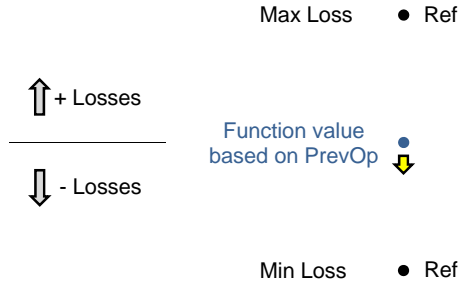 Max Loss Ref
+ Losses
Function value
based on PrevOp
- Losses
Min Loss Ref